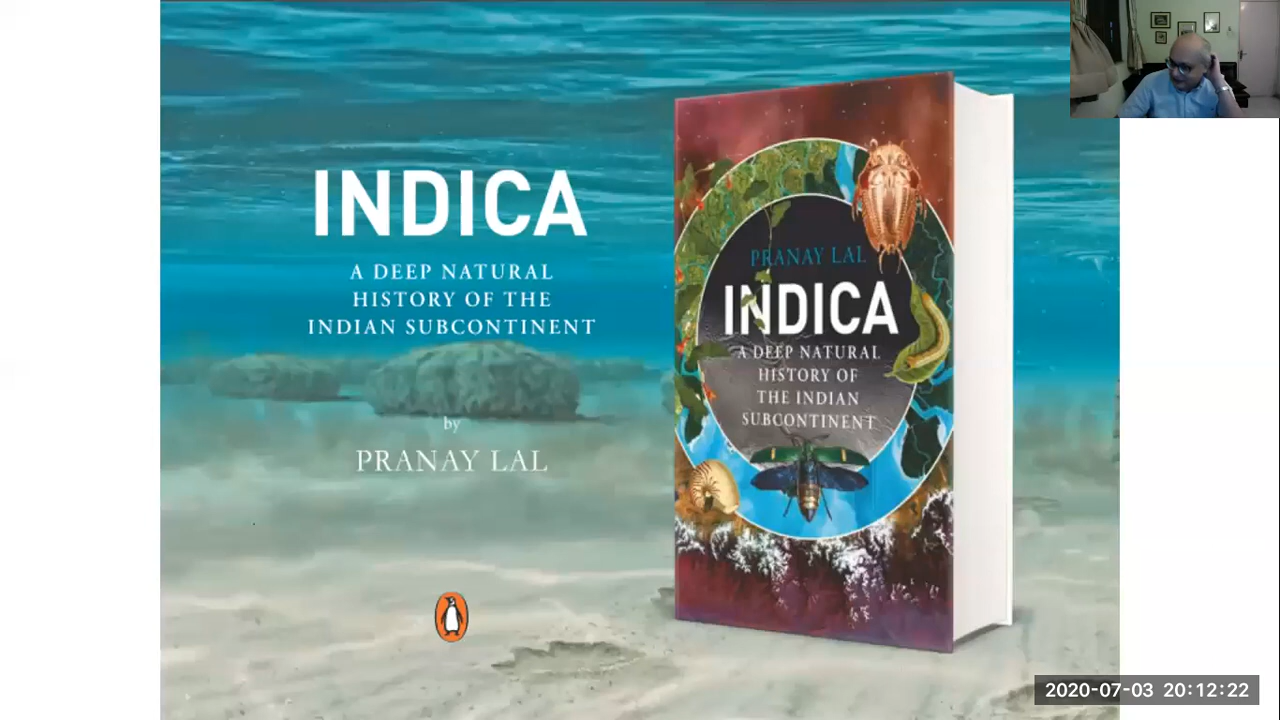 INDICA
A DEEP NATURAL
HISTORY OF THE
INDIAN SUBCONTINENT
by
PRANAY LAL
PRANAY LAL
INDICA
A DEEP NATURAL
HISTORY OF
THE INDIAN
SUBCONTINENT
2020-07-03 20:12:22